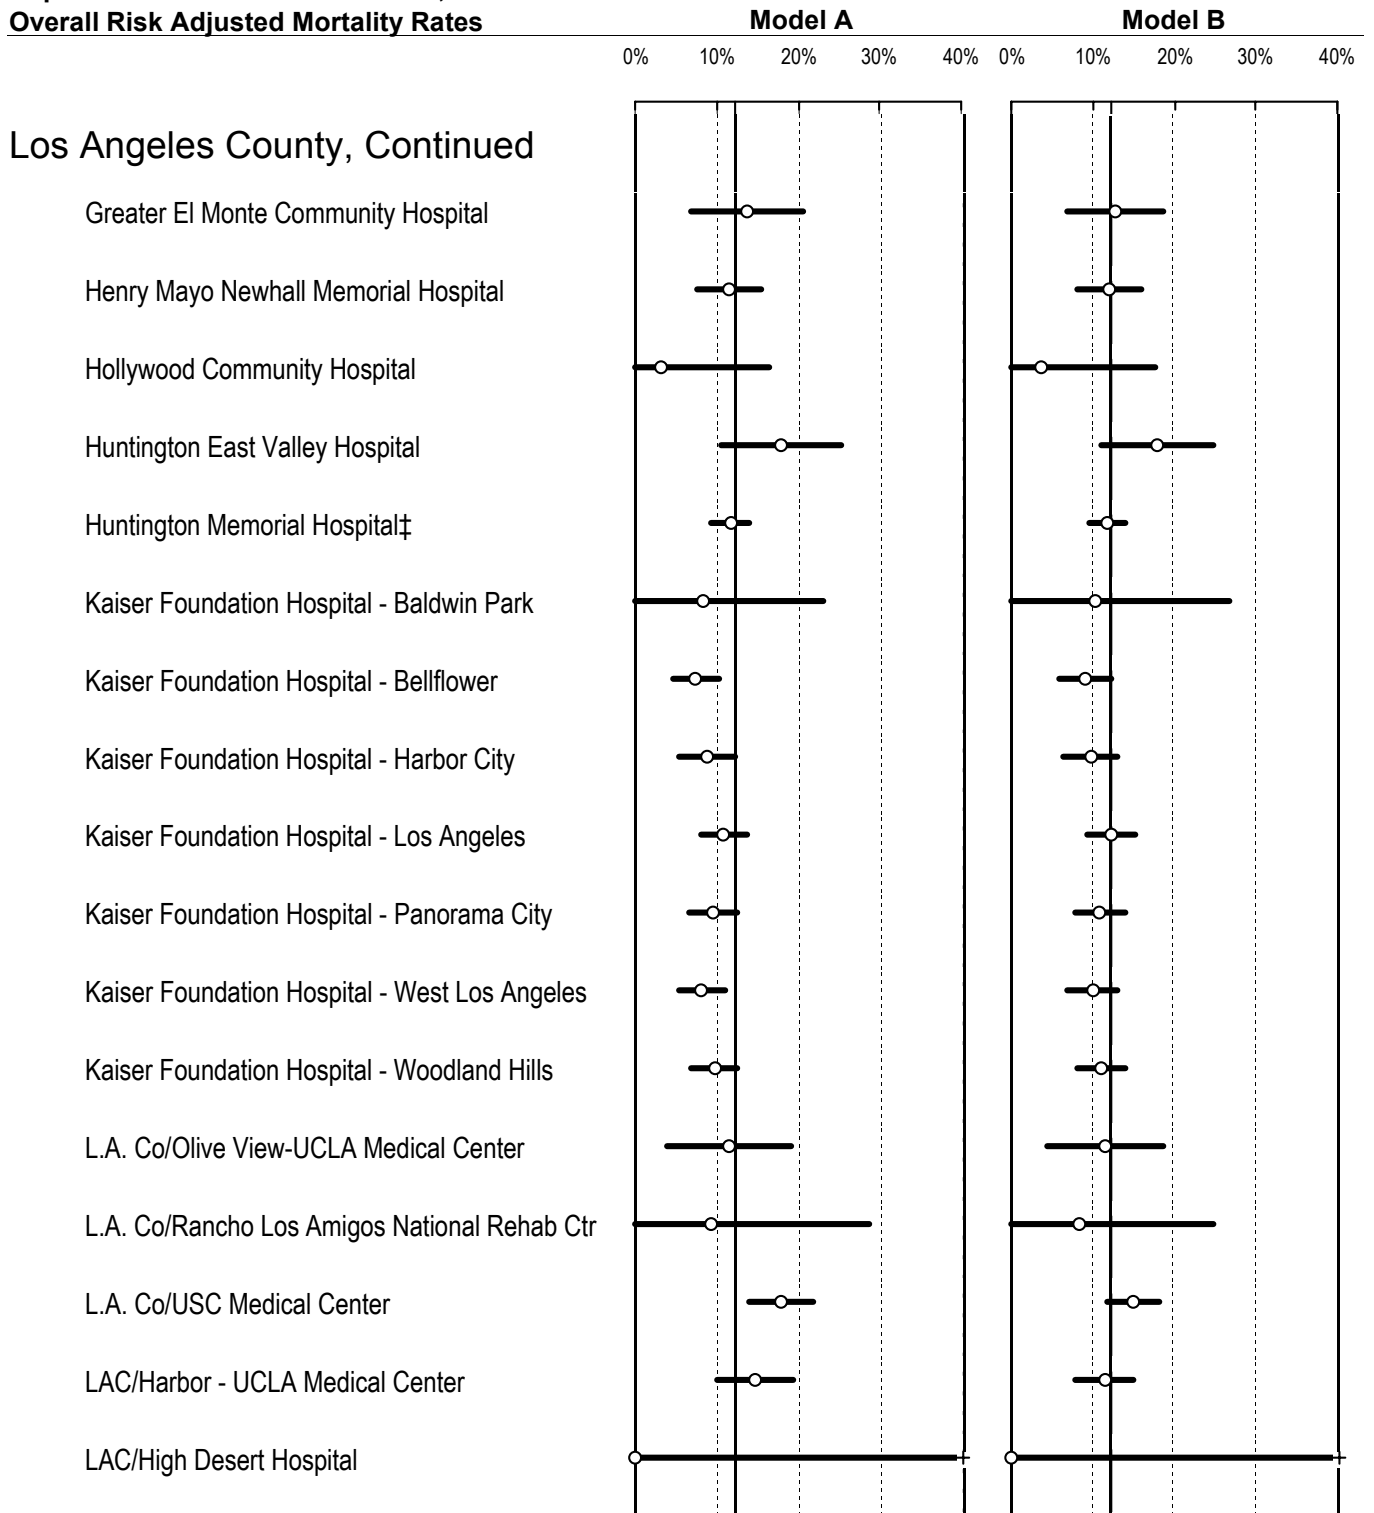 Overall Risk Adjusted Mortality Rates Model A Model B
0% 10% 20% 30% 40% 0% 10% 20% 30% 40%
Los Angeles County, Continued
Greater El Monte Community Hospital
Henry Mayo Newhall Memorial Hospital
Hollywood Community Hospital
Huntington East Valley Hospital
Huntington Memorial Hospital‡
Kaiser Foundation Hospital - Baldwin Park
Kaiser Foundation Hospital - Bellflower
Kaiser Foundation Hospital - Harbor City
Kaiser Foundation Hospital - Los Angeles
Kaiser Foundation Hospital - Panorama City
Kaiser Foundation Hospital - West Los Angeles
Kaiser Foundation Hospital - Woodland Hills
L.A. Co/Olive View-UCLA Medical Center
L.A. Co/Rancho Los Amigos National Rehab Ctr
L.A. Co/USC Medical Center
LAC/Harbor - UCLA Medical Center
LAC/High Desert Hospital